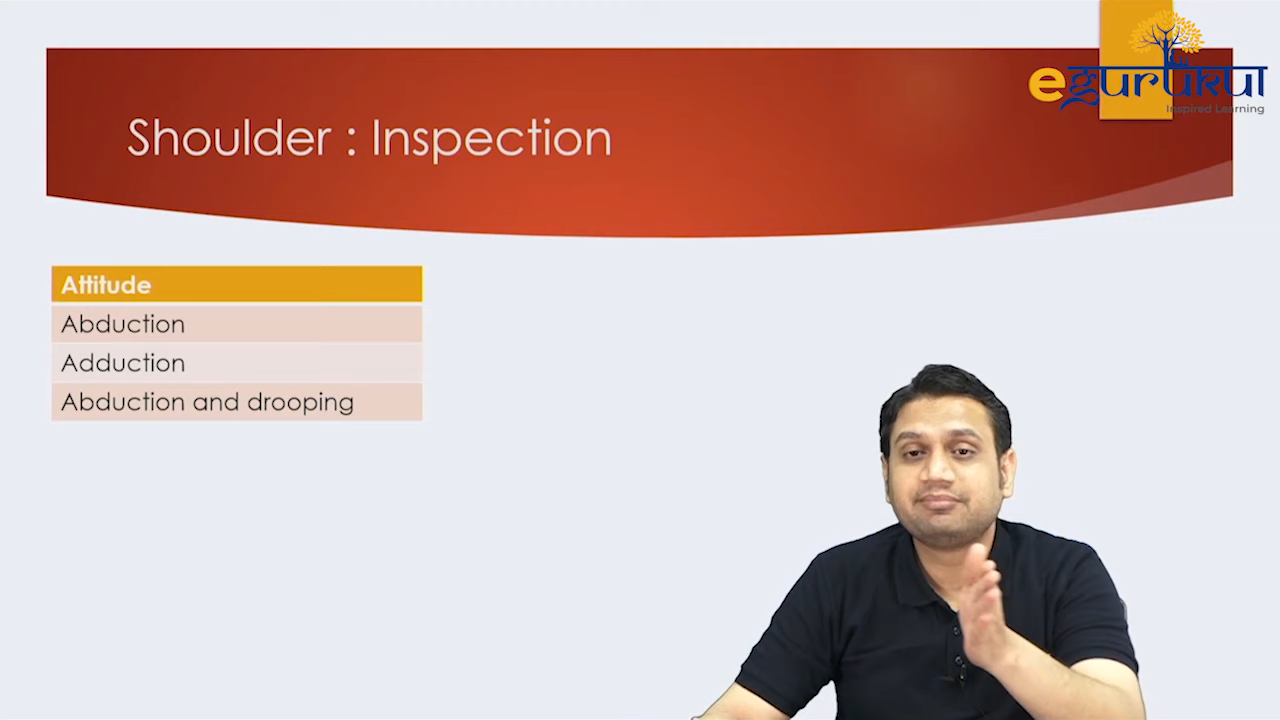 egurukul
Inspired Learning
Shoulder : Inspection
Attitude
Abduction
Adduction
Abduction and drooping